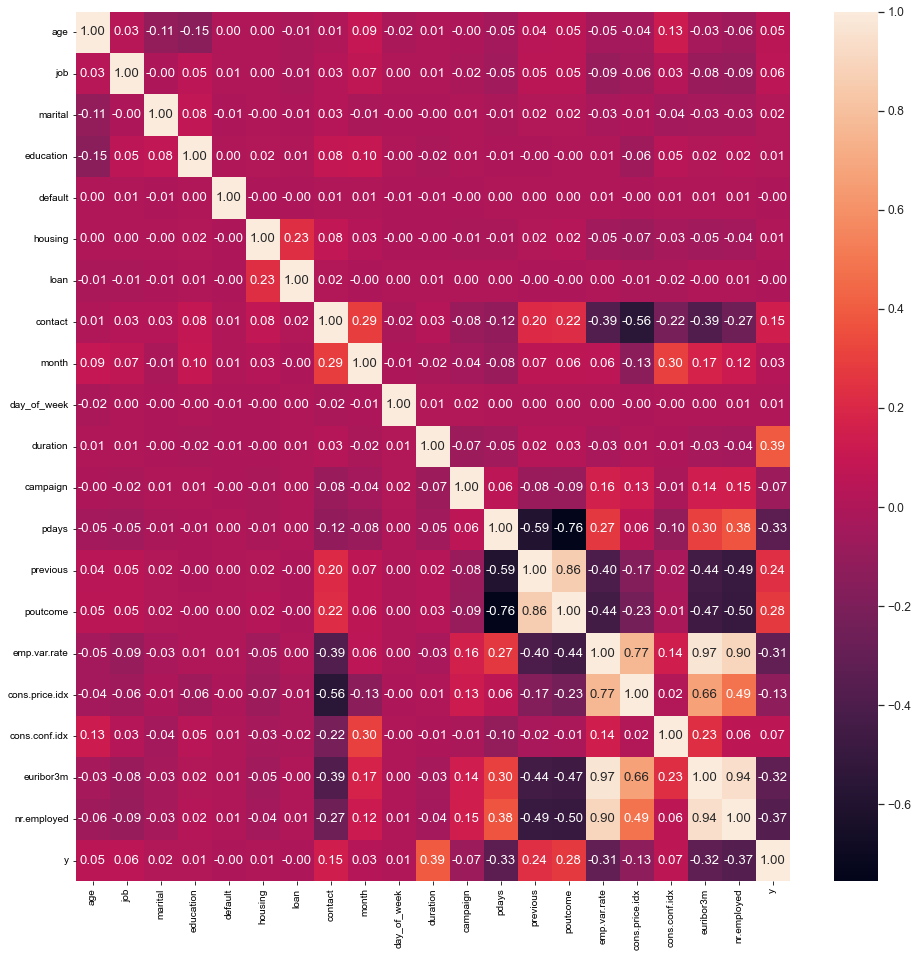 age 1.00 0.03 -0.11 -0.15 0.00 0.00 -0.01 0.01 0.09 -0.02 0.01 -0.00 -0.05 0.04 0.05 -0.05 -0.04 0.13 -0.03 -0.06 0.05
job 0.03 1.00 -0.00 0.05 0.01 0.00 -0.01 0.03 0.07 0.00 0.01 -0.02 -0.05 0.05 0.05 -0.09 -0.06 0.03 -0.08 -0.09 0.06
marital -0.11 -0.00 1.00 0.08 -0.01 -0.00 -0.01 0.03 -0.01 -0.00 -0.00 0.01 -0.01 0.02 0.02 -0.03 -0.01 -0.04 -0.03 -0.03 0.02
education -0.15 0.05 0.08 1.00 0.00 0.02 0.01 0.08 0.10 -0.00 -0.02 0.01 -0.01 -0.00 -0.00 0.01 -0.06 0.05 0.02 0.02 0.01
default 0.00 0.01 -0.01 0.00 1.00 -0.00 -0.00 0.01 0.01 -0.01 -0.01 -0.00 0.00 0.00 0.00 0.01 -0.00 0.01 0.01 0.01 -0.00
housing 0.00 0.00 -0.00 0.02 -0.00 1.00 0.23 0.08 0.03 -0.00 -0.00 -0.01 -0.01 0.02 0.02 -0.05 -0.07 -0.03 -0.05 -0.04 0.01
loan -0.01 -0.01 -0.01 0.01 -0.00 0.23 1.00 0.02 -0.00 -0.00 0.01 0.00 0.00 -0.00 -0.00 0.00 -0.01 -0.02 -0.00 0.01 -0.00
contact 0.01 0.03 0.03 0.08 0.01 0.08 0.02 1.00 0.29 -0.02 0.03 -0.08 -0.12 0.20 0.22 -0.39 -0.56 -0.22 -0.39 -0.27 0.15
month 0.09 0.07 -0.01 0.10 0.01 0.03 -0.00 0.29 1.00 -0.01 -0.02 -0.04 -0.08 0.07 0.06 0.06 -0.13 0.30 0.17 0.12 0.03
day_of_week -0.02 0.00 -0.00 -0.00 -0.01 -0.00 -0.00 -0.02 -0.01 1.00 0.01 0.02 0.00 0.00 0.00 0.00 -0.00 -0.00 0.00 0.01 0.01
duration 0.01 0.01 -0.00 -0.02 -0.01 -0.00 0.01 0.03 -0.02 0.01 1.00 -0.07 -0.05 0.02 0.03 -0.03 0.01 -0.01 -0.03 -0.04 0.39
campaign -0.00 -0.02 0.01 0.01 -0.00 -0.01 0.00 -0.08 -0.04 0.02 -0.07 1.00 0.06 -0.08 -0.09 0.16 0.13 -0.01 0.14 0.15 -0.07
pdays -0.05 -0.05 -0.01 -0.01 0.00 -0.01 0.00 -0.12 -0.08 0.00 -0.05 0.06 1.00 -0.59 -0.76 0.27 0.06 -0.10 0.30 0.38 -0.33
previous 0.04 0.05 0.02 -0.00 0.00 0.02 -0.00 0.20 0.07 0.00 0.02 -0.08 -0.59 1.00 0.86 -0.40 -0.17 -0.02 -0.44 -0.49 0.24
poutcome 0.05 0.05 0.02 -0.00 0.00 0.02 -0.00 0.22 0.06 0.00 0.03 -0.09 -0.76 0.86 1.00 -0.44 -0.23 -0.01 -0.47 -0.50 0.28
emp.var.rate -0.05 -0.09 -0.03 0.01 0.01 -0.05 0.00 -0.39 0.06 0.00 -0.03 0.16 0.27 -0.40 -0.44 1.00 0.77 0.14 0.97 0.90 -0.31
cons.price.idx -0.04 -0.06 -0.01 -0.06 -0.00 -0.07 -0.01 -0.56 -0.13 -0.00 0.01 0.13 0.06 -0.17 -0.23 0.77 1.00 0.02 0.66 0.49 -0.13
cons.conf.idx 0.13 0.03 -0.04 0.05 0.01 -0.03 -0.02 -0.22 0.30 -0.00 -0.01 -0.01 -0.10 -0.02 -0.01 0.14 0.02 1.00 0.23 0.06 0.07
euribor3m -0.03 -0.08 -0.03 0.02 0.01 -0.05 -0.00 -0.39 0.17 0.00 -0.03 0.14 0.30 -0.44 -0.47 0.97 0.66 0.23 1.00 0.94 -0.32
nr.employed -0.06 -0.09 -0.03 0.02 0.01 -0.04 0.01 -0.27 0.12 0.01 -0.04 0.15 0.38 -0.49 -0.50 0.90 0.49 0.06 0.94 1.00 -0.37
y 0.05 0.06 0.02 0.01 -0.00 0.01 -0.00 0.15 0.03 0.01 0.39 -0.07 -0.33 0.24 0.28 -0.31 -0.13 0.07 -0.32 -0.37 1.00
age job marital education default housing loan contact month day_of_week duration campaign pdays previous poutcome emp.var.rate cons.price.idx cons.conf.idx euribor3m nr.employed y
1.0
0.8
0.6
0.4
0.2
0.0
−0.2
−0.4
−0.6